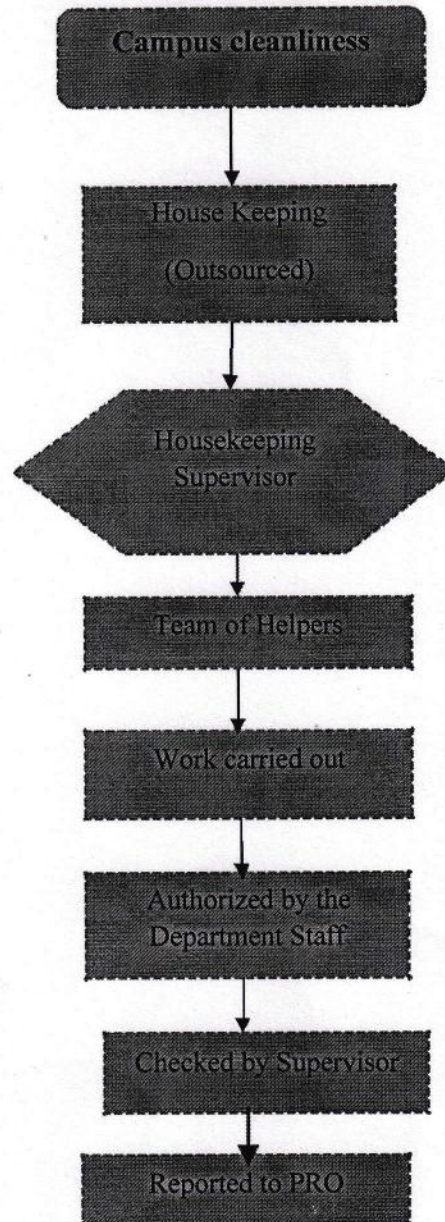 Campus cleanliness
House Keeping
(Outsourced)
Housekeeping
Supervisor
Team of Helpers
Work carried out
Authorized by the
Department Staff
Checked by Supervisor
Reported to PRO